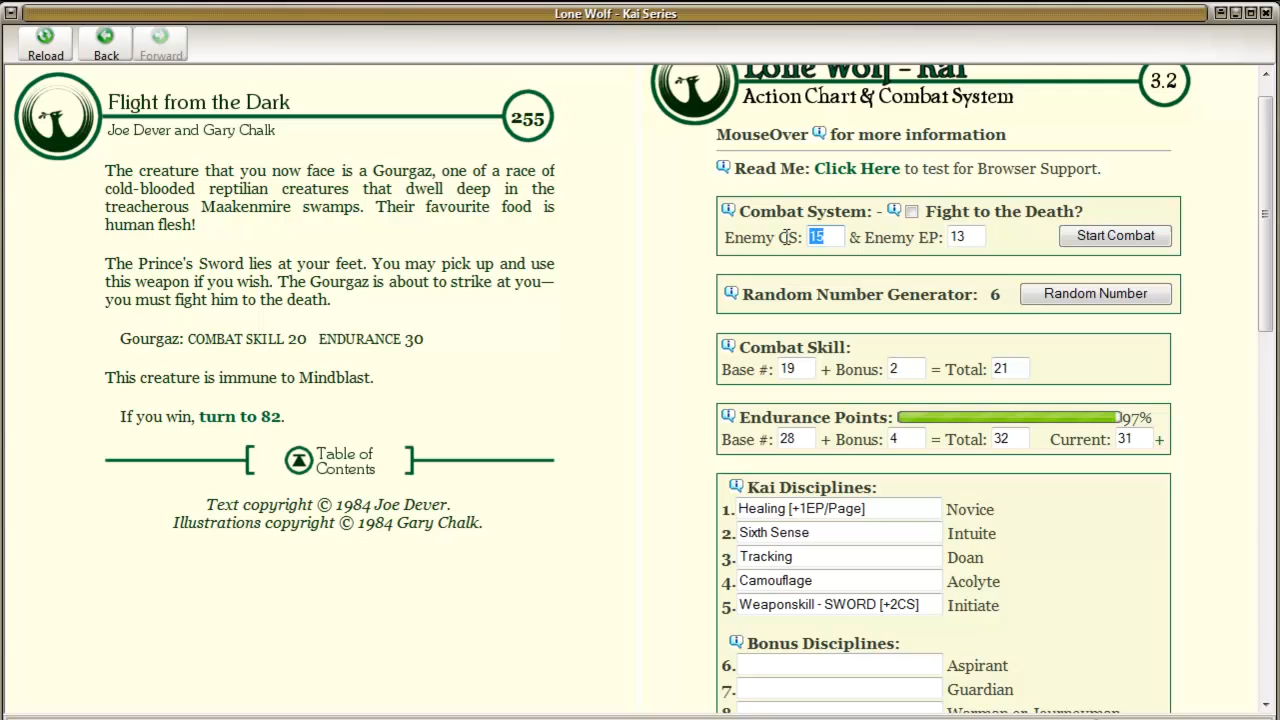 Lone Wolf - Kai Series
Reload
Back
Forward
Flight from the Dark
Joe Dever and Gary Chalk
255
The creature that you now face is a Gourgaz, one of a race of
cold-blooded reptilian creatures that dwell deep in the
treacherous Maakenmire swamps. Their favourite food is
human flesh!
The Prince's Sword lies at your feet. You may pick up and use
this weapon if you wish. The Gourgaz is about to strike at you—
you must fight him to the death.
Gourgaz: COMBAT SKILL 20 ENDURANCE 30
This creature is immune to Mindblast.
If you win, turn to 82.
Table of
Contents
Text copyright © 1984 Joe Dever.
Illustrations copyright © 1984 Gary Chalk.
Lone Wolf - Kai
Action Chart & Combat System
3.2
MouseOver for more information
Read Me: Click Here to test for Browser Support.
Combat System: - Fight to the Death?
Enemy CS: 15 & Enemy EP: 13 Start Combat
Random Number Generator: 6 Random Number
Combat Skill:
Base #: 19 + Bonus: 2 = Total: 21
Endurance Points: 97%
Base #: 28 + Bonus: 4 = Total: 32 Current: 31 +
Kai Disciplines:
1. Healing [+1EP/Page] Novice
2. Sixth Sense Intuite
3. Tracking Doan
4. Camouflage Acolyte
5. Weaponskill - SWORD [+2CS] Initiate
Bonus Disciplines:
6. Aspirant
7. Guardian
8. Warman or Journeyman